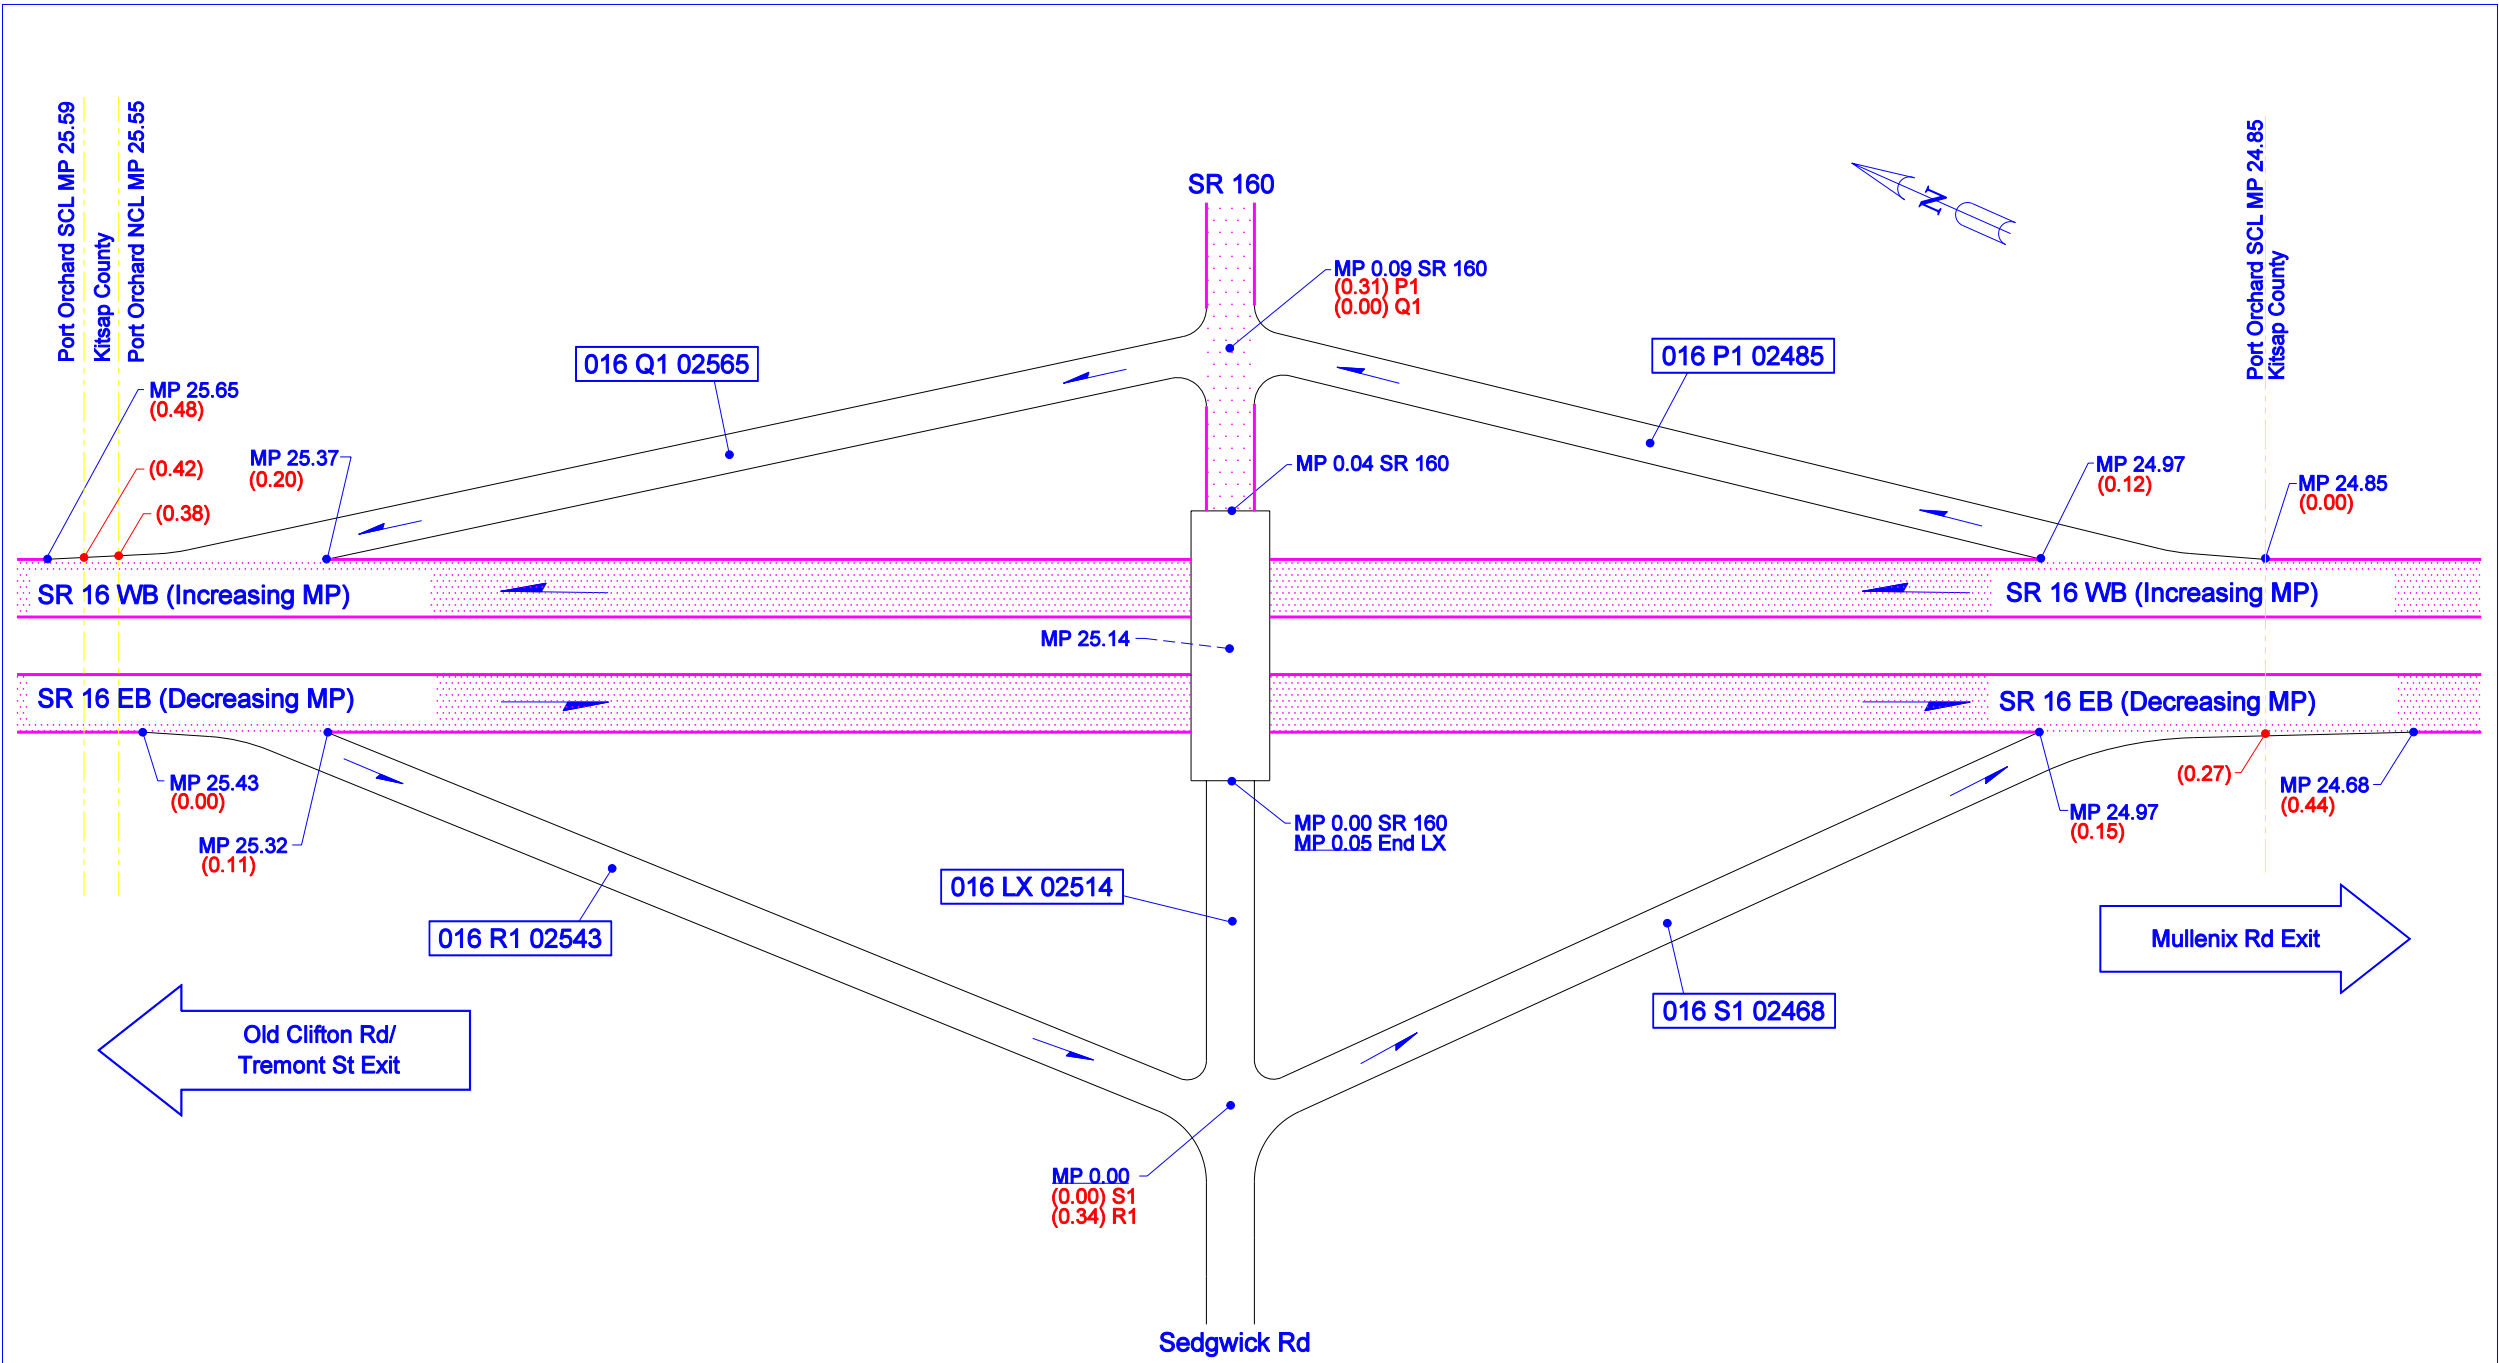 Port Orchard SCL MP 25.59
Kitsap County
Port Orchard NCL MP 25.55
SR 160
N
Port Orchard SCL MP 24.85
Kitsap County
MP 0.09 SR 160
(0.31) P1
(0.00) Q1
016 Q1 02565
016 P1 02485
MP 25.65
(0.48)
(0.42)
(0.38)
MP 25.37
(0.20)
MP 0.04 SR 160
MP 24.97
(0.12)
MP 24.85
(0.00)
SR 16 WB (Increasing MP)
SR 16 WB (Increasing MP)
MP 25.14
SR 16 EB (Decreasing MP)
SR 16 EB (Decreasing MP)
MP 25.43
(0.00)
MP 25.32
(0.11)
MP 0.00 SR 160
MP 0.05 End LX
(0.27)
MP 24.68
(0.44)
MP 24.97
(0.15)
016 LX 02514
016 R1 02543
016 S1 02468
Mullenix Rd Exit
Old Clifton Rd/
Tremont St Exit
MP 0.00
(0.00) S1
(0.34) R1
Sedgwick Rd